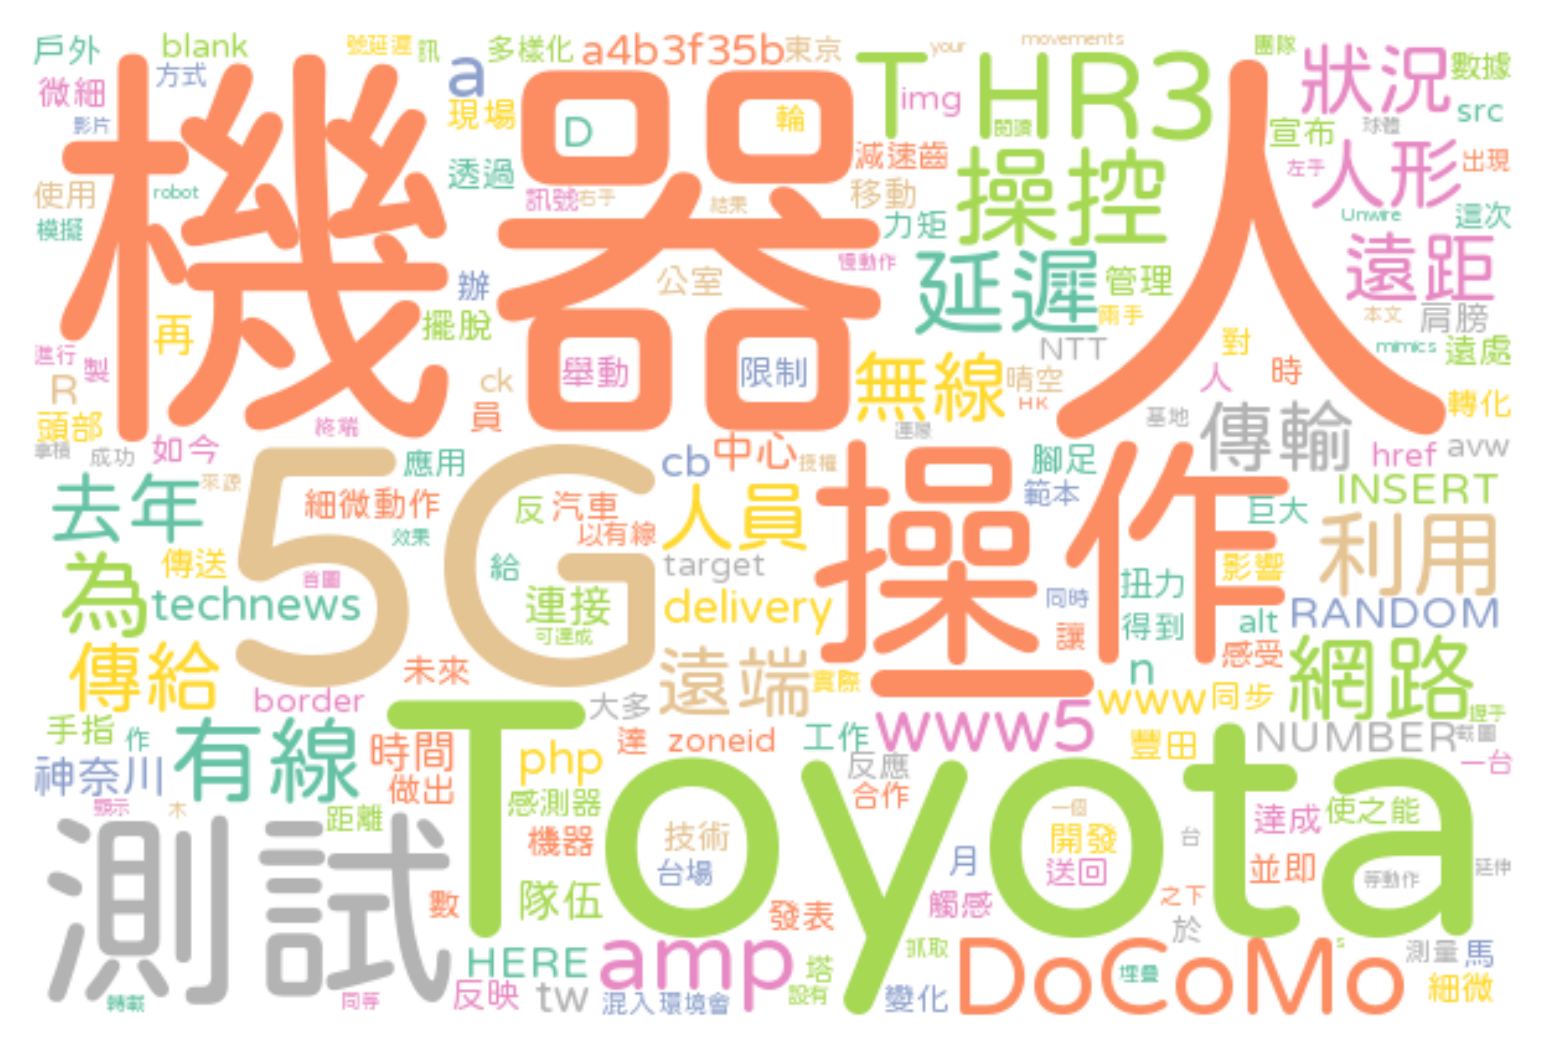 戶外 blank 號延遲 訊 多樣化 a4b3f35b 東京 your movements 團隊
微細 方式 a 現場 T HR3 img 狀況 數據
影片 D 輪 閱讀 宣布 球體 src
機器人
使用 robot 透過 訊號 右手 結果 減速齒 移動 操控 左手 人形 出現
模擬 力矩 Unwire 這次
辦 公室 慢動作 延遲 管理 遠距
再 擺脫 兩手 本文 肩膀
進行 製 R ck 舉動 限制 無線 NTT 晴空 對 人 時 mimics 遠處
頭部 終端 員 HK 基地 傳輸 轉化
拿積 成功 如今 應用 cb 中心 授權 連線 腳足 href avw
去年 來源 5G 細微動作 反 汽車 人員 操作 範本 巨大 INSERT
效果 以有線 利用
為 傳送 首圖 給 target 扭力 影響
technews 連接 delivery 同時 得到 alt RANDOM
可達成 讓 感受
傳給 未來 遠端 實際 n 網路
border 大多 www5 www 同步 握手
手指 作 有線 時間 php 達 zoneid 工作 豐田 NUMBER 截圖
神奈川 做出 反應 一台
顯示 木 距離 感測器 Toyota 合作 一個 達成 使之能
測試 機器 技術 開發 台
隊伍 台場 月 送回 並即 等動作 延伸
數 發表 觸感 之下 於
HERE amp 塔 抓取 DoCoMo s 測量 馬
轉載 同等 反映 tw 混入環境會 設有 變化 埋疊 細微